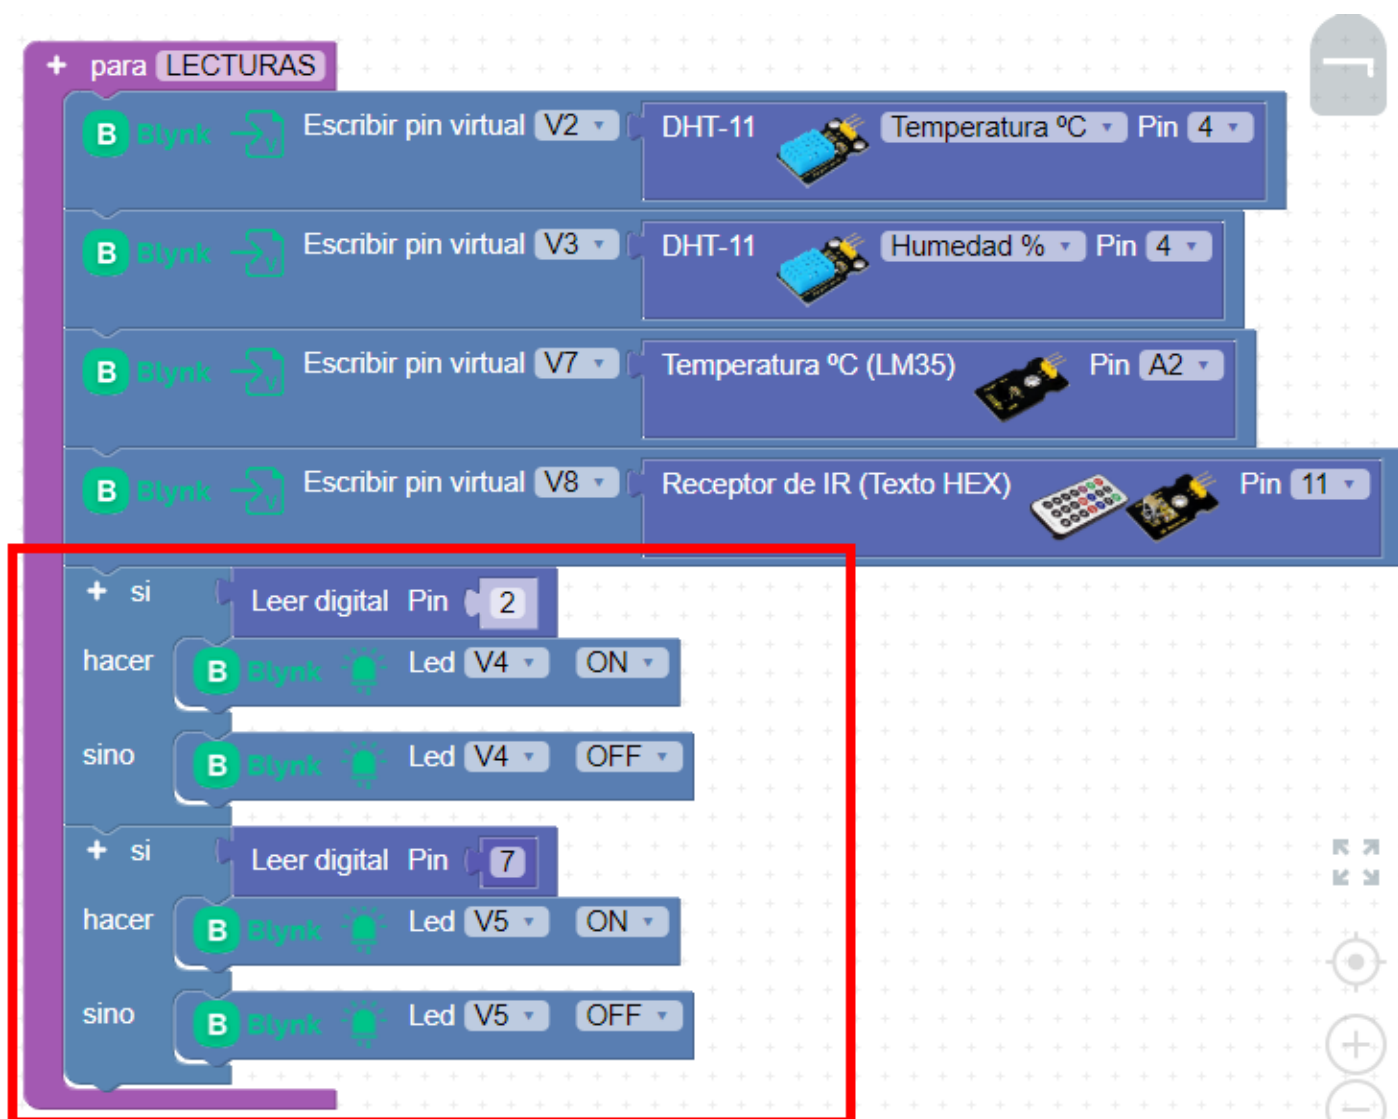 + para LECTURAS
B Blynk V Escribir pin virtual V2 DHT-11 Temperatura ºC Pin 4
B Blynk V Escribir pin virtual V3 DHT-11 Humedad % Pin 4
B Blynk V Escribir pin virtual V7 Temperatura ºC (LM35) Pin A2
B Blynk V Escribir pin virtual V8 Receptor de IR (Texto HEX) Pin 11
+ si Leer digital Pin 2
hacer B Blynk Led V4 ON
sino B Blynk Led V4 OFF
+ si Leer digital Pin 7
hacer B Blynk Led V5 ON
sino B Blynk Led V5 OFF